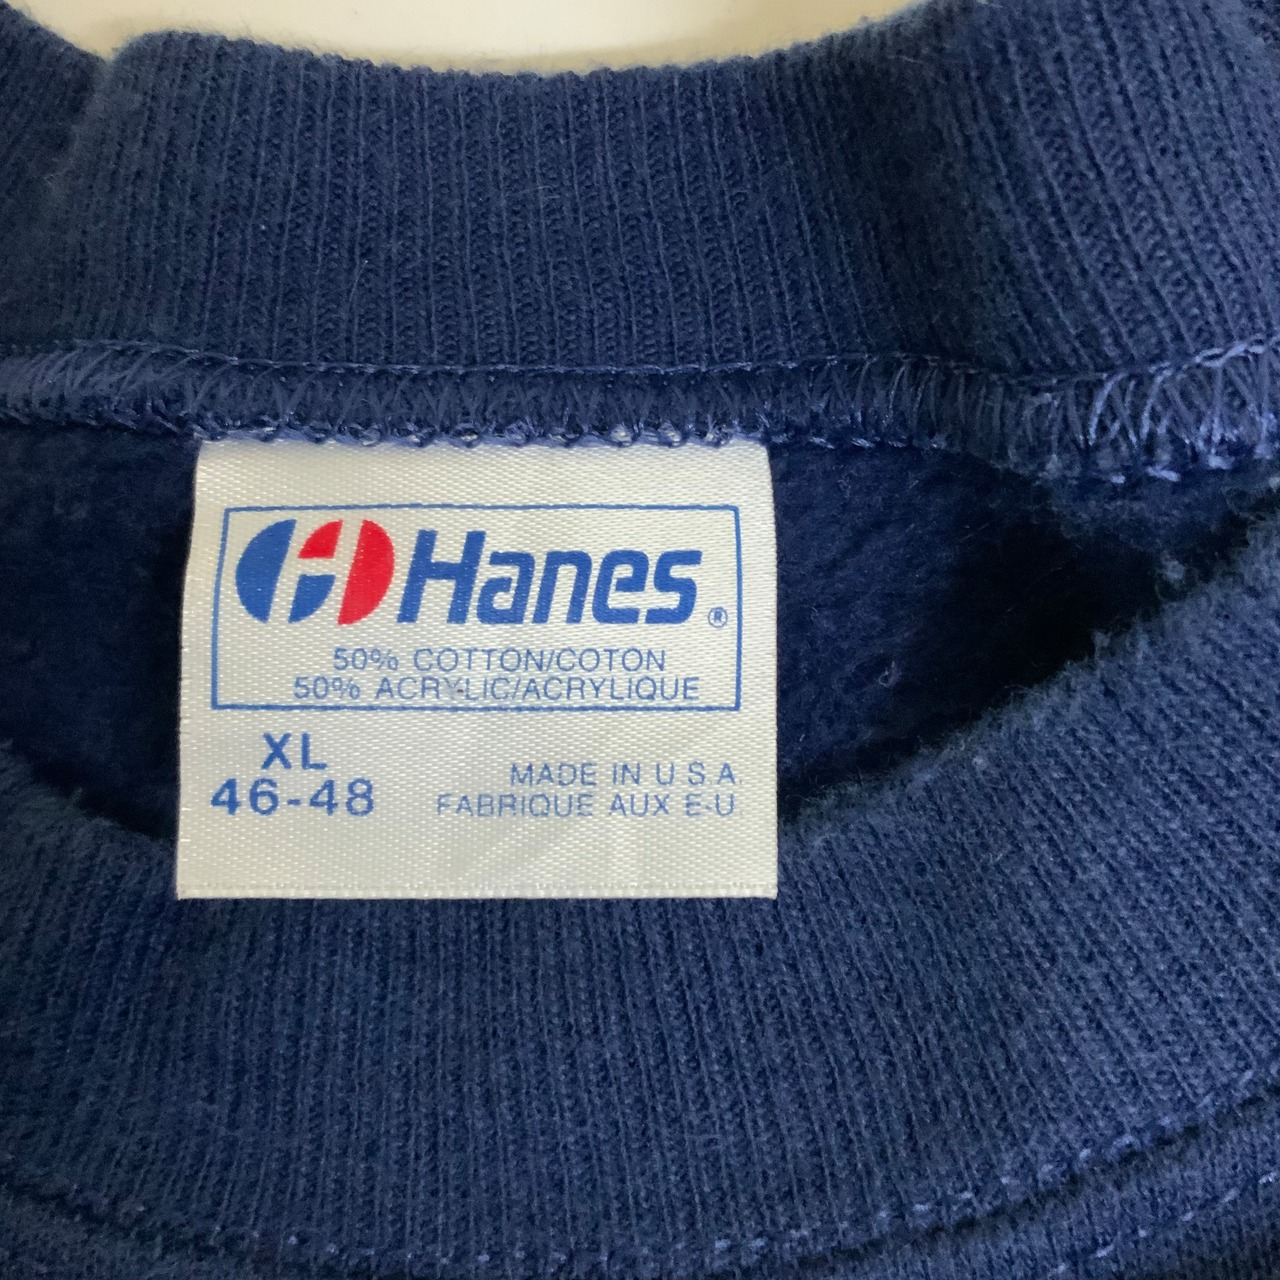 Hanes®
50% COTTON/COTON
50% ACRYLIC/ACRYLIQUE
XL
46-48
MADE IN U S A
FABRIQUE AUX E-U